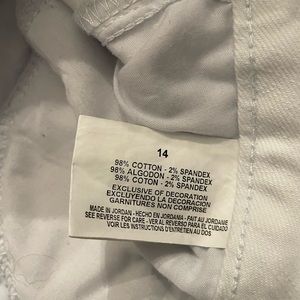 14
98% COTTON - 2% SPANDEX
98% ALGODON - 2% SPANDEX
98% COTON - 2% SPANDEX
EXCLUSIVE OF DECORATION
EXCLUYENDO LA DECORACION
GARNITURES NON COMPRISE
MADE IN JORDAN - HECHO EN JORDANIA - FAIT AU JORDANIE
SEE REVERSE FOR CARE - VER AL REVERSO PARA EL CUIDADO
VOIR LES INSTRUCTIONS D'ENTRETIEN AU DOS